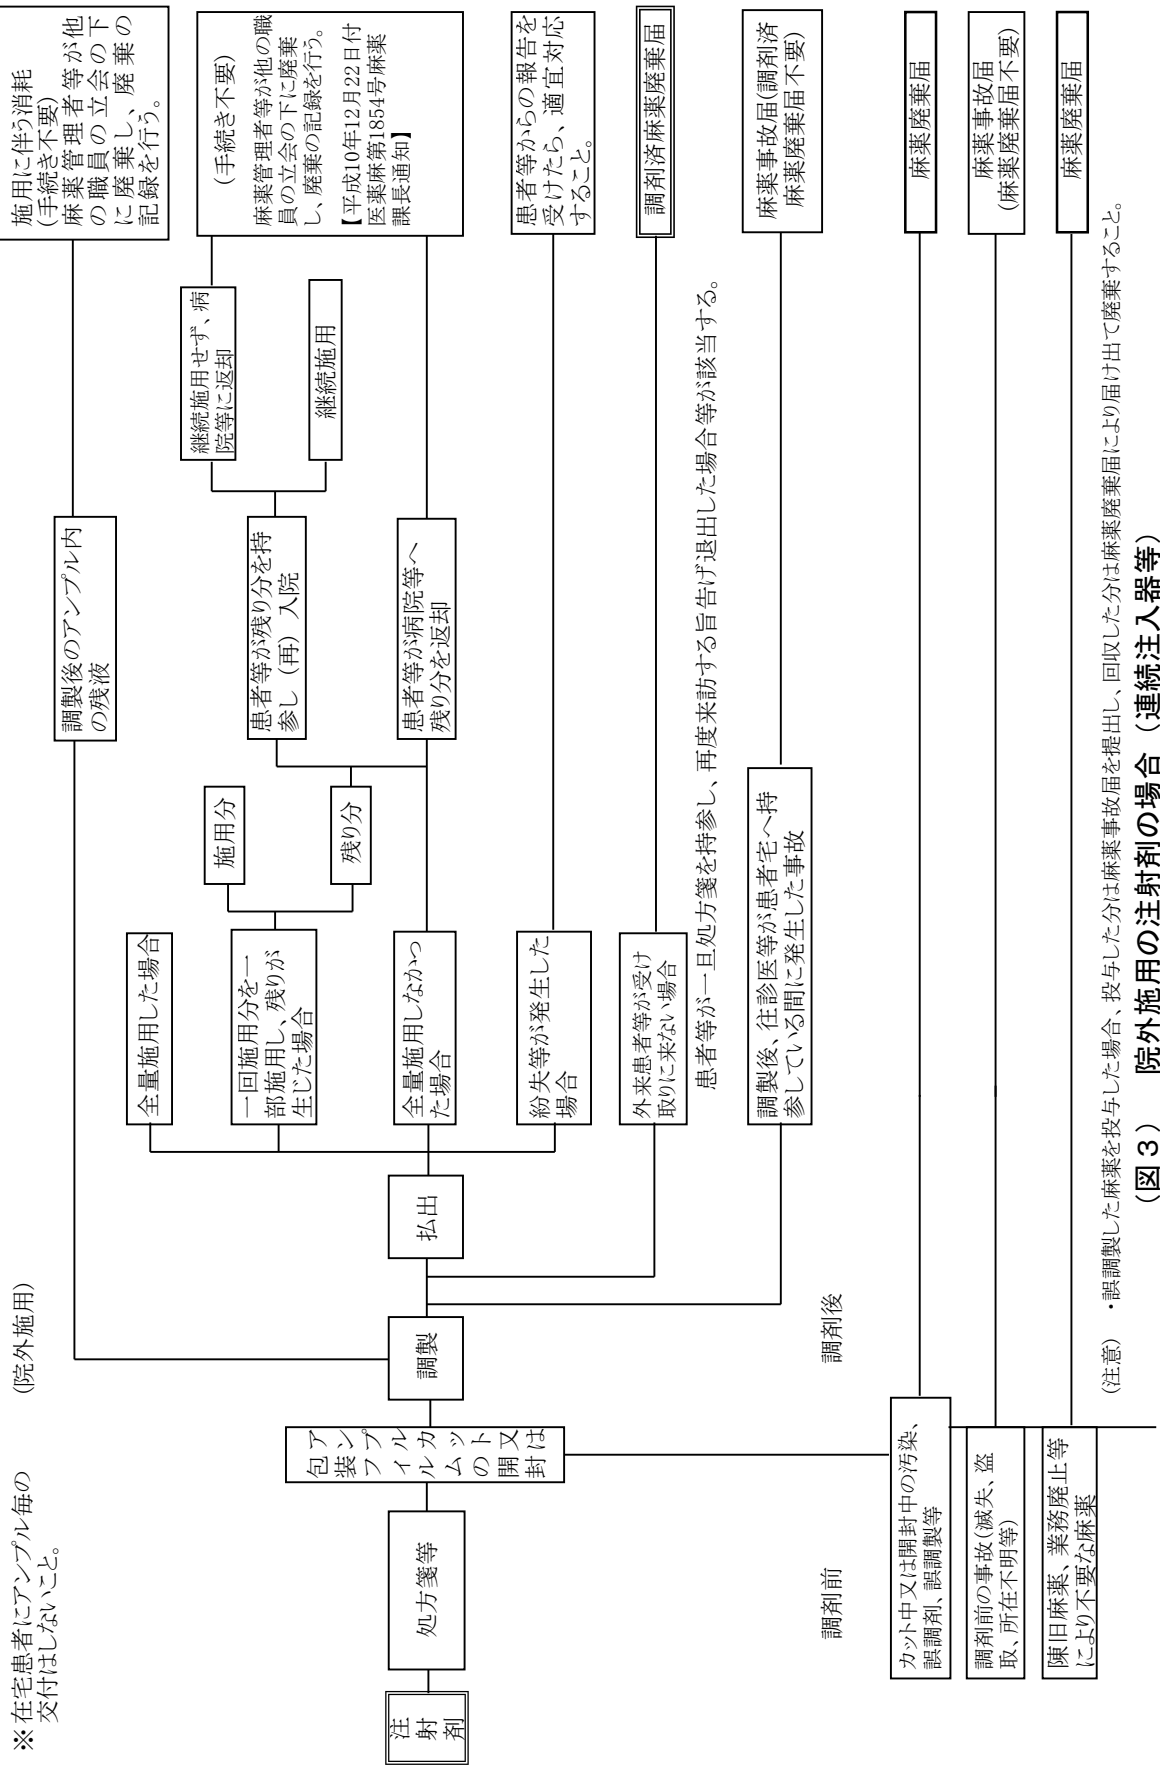 ※在宅患者にアンプル毎の
交付はしないこと。
(院外施用)
注
射
剤
処方箋等
アンプルカット又は
包装フィルムの開封
調製
払出
調製後のアンプル内
の残液
施用に伴う消耗
(手続き不要)
麻薬管理者等が他
の職員の立会の下
に廃棄し、廃棄の
記録を行う。
全量施用した場合
一回施用分を一
部施用し、残りが
生じた場合
施用分
残り分
全量施用しなかっ
た場合
患者等が残り分を持
参し（再）入院
継続施用せず、病
院等に返却
継続施用
患者等が病院等へ
残り分を返却
(手続き不要)
麻薬管理者等が他の職
員の立会の下に廃棄
し、廃棄の記録を行う。
【平成10年12月22日付
医薬麻第1854号麻薬
課長通知】
紛失等が発生した
場合
患者等からの報告を
受けたら、適宜対応
すること。
外来患者等が受け
取りに来ない場合
調剤済麻薬廃棄届
患者等が一旦処方箋を持参し、再度来訪する旨告げ退出した場合等が該当する。
調製後、往診医等が患者宅へ持
参している間に発生した事故
麻薬事故届(調剤済
麻薬廃棄届不要)
調剤前
調剤後
カット中又は開封中の汚染、
誤調剤、誤調製等
麻薬廃棄届
調剤前の事故(滅失、盗
取、所在不明等)
麻薬事故届
(麻薬廃棄届不要)
陳旧麻薬、業務廃止等
により不要な麻薬
麻薬廃棄届
(注意)　・誤調製した麻薬を投与した場合、投与した分は麻薬事故届を提出し、回収した分は麻薬廃棄届により届け出て廃棄すること。
（図３）　院外施用の注射剤の場合（連続注入器等）